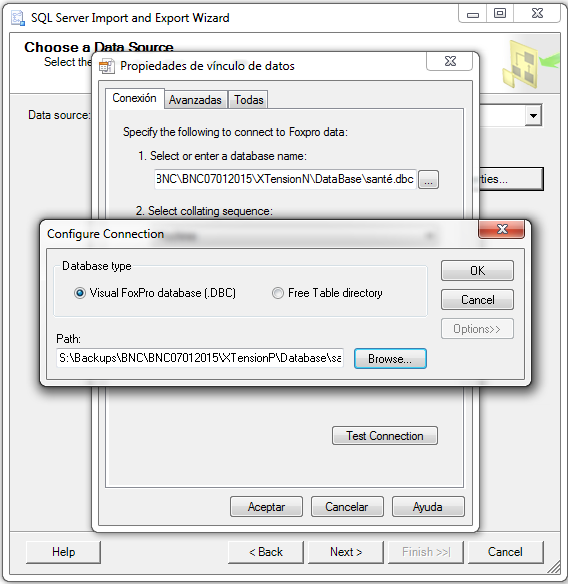 SQL Server Import and Export Wizard
Choose a Data Source
Select the
Propiedades de vínculo de datos
Conexión Avanzadas Todas
Data source:
Specify the following to connect to Foxpro data:
1. Select or enter a database name:
BNC\BNC07012015\XTensionN\DataBase\santé.dbc ...
rties...
2. Select collating sequence:
Configure Connection
Database type
Visual FoxPro database (.DBC) Free Table directory
OK
Cancel
Options>>
Path:
S:\Backups\BNC\BNC07012015\XTensionP\Database\sa Browse...
Test Connection
Aceptar Cancelar Ayuda
Help < Back Next > Finish >>| Cancel